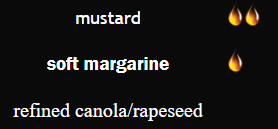 mustard
soft margarine
refined canola/rapeseed